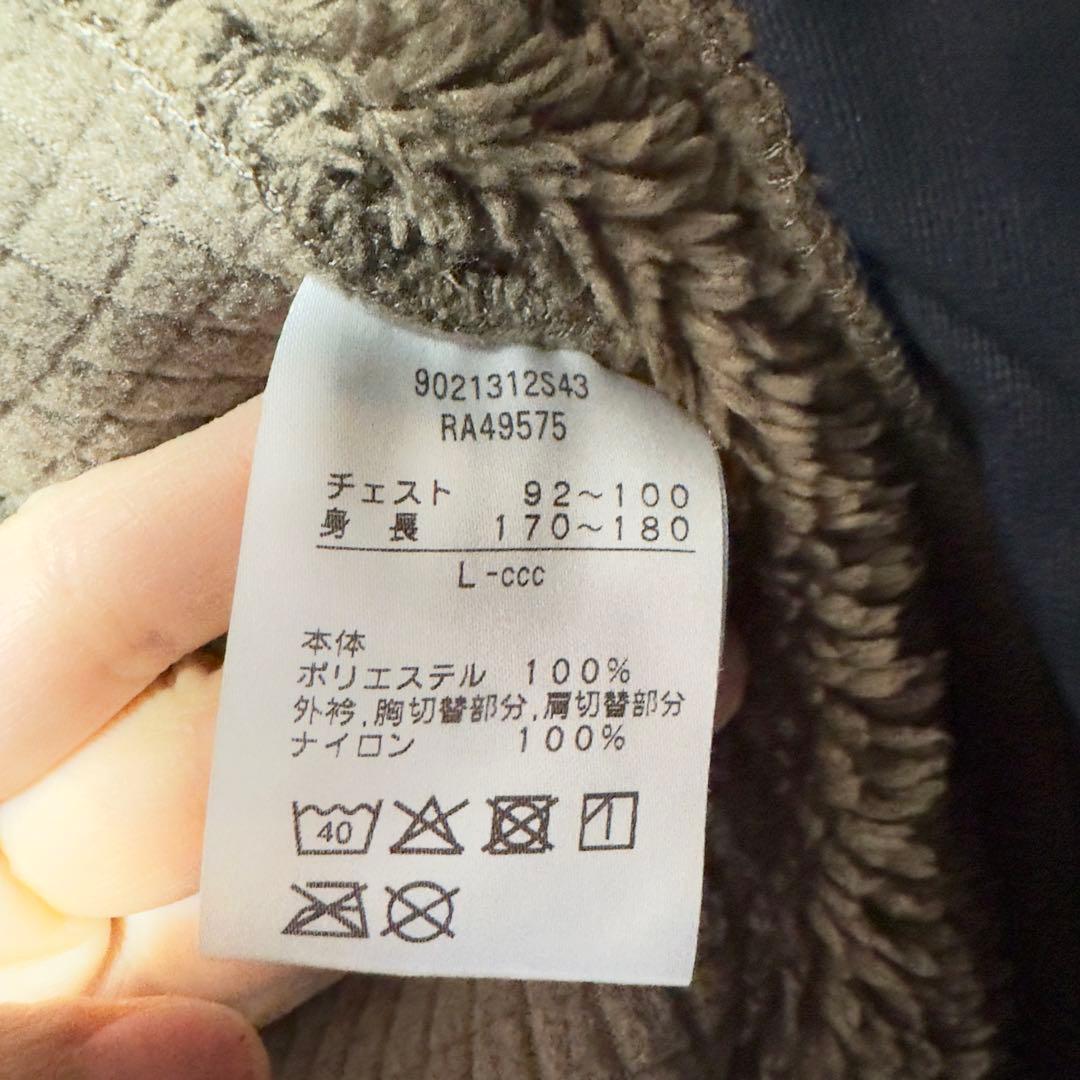 9021312S43
RA49575
チェスト 92～100
身長 170～180
L-ccc
本体
ポリエステル 100%
外衿,胸切替部分,肩切替部分
ナイロン 100%
40